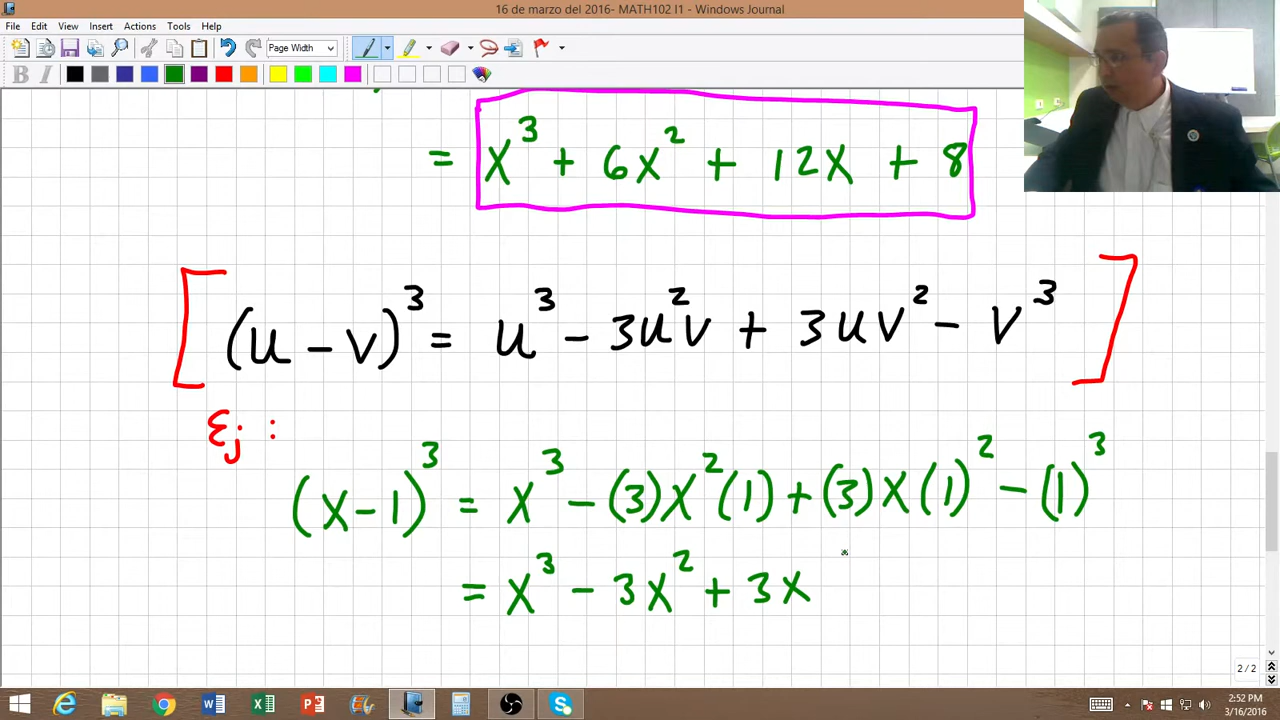 16 de marzo del 2016- MATH102 I1 - Windows Journal
File Edit View Insert Actions Tools Help
Page Width
B I
= x³ + 6x² + 12x + 8
(u - v)³ = u³ - 3u²v + 3uv² - v³
Ej :
(x-1)³ = x³ - (3)x²(1) + (3)x(1)² - (1)³
= x³ - 3x² + 3x
2/2
2:52 PM
3/16/2016